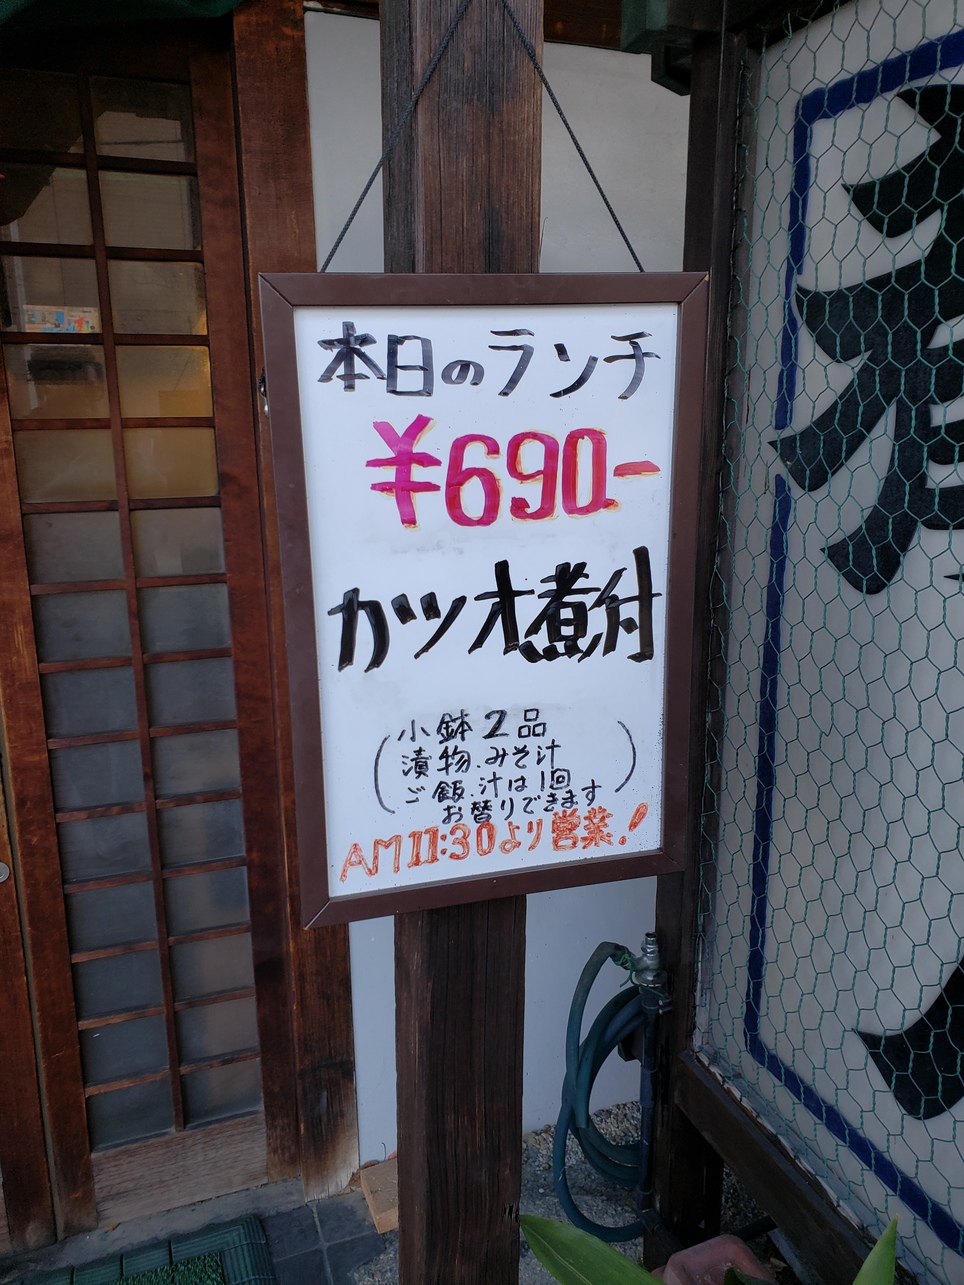 本日のランチ
¥690-
カツオ煮付
(小鉢2品
漬物.みそ汁
ご飯.汁は1回
お替りできます)
AM11:30より営業!